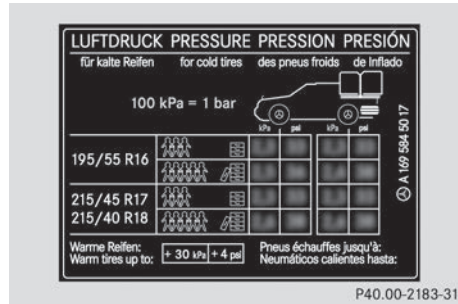 LUFTDRUCK PRESSURE PRESSION PRESIÓN
für kalte Reifen for cold tires des pneus froids de Inflado
100 kPa = 1 bar
kPa psi kPa psi
195/55 R16
215/45 R17
215/40 R18
A 169 584 50 17
Warme Reifen:
Warm tires up to:
+ 30 kPa + 4 psi
Pneus échauffes jusqu'à:
Neumáticos calientes hasta:
P40.00-2183-31